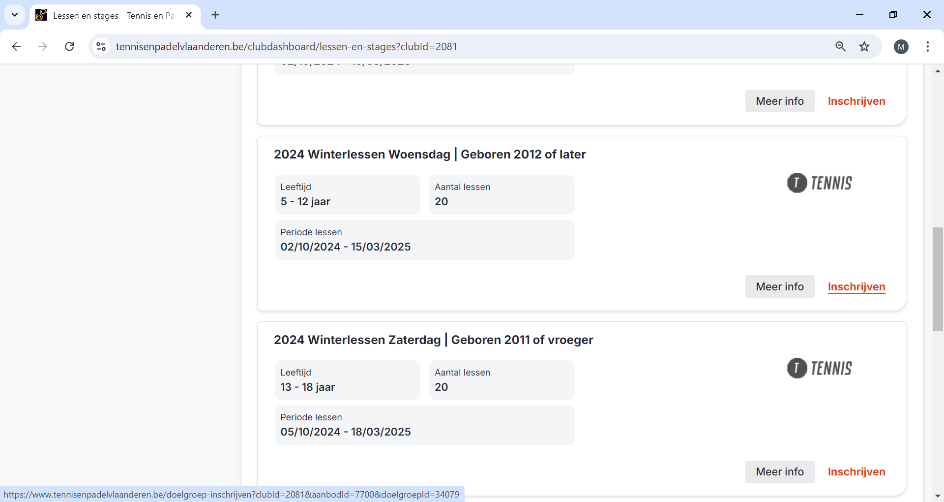 Lessen en stages - Tennis en Pa
tennisenpadelvlaanderen.be/clubdashboard/lessen-en-stages?clubId=2081
M
Meer info
Inschrijven
2024 Winterlessen Woensdag | Geboren 2012 of later
Leeftijd
5 - 12 jaar
Aantal lessen
20
T TENNIS
Periode lessen
02/10/2024 - 15/03/2025
Meer info
Inschrijven
2024 Winterlessen Zaterdag | Geboren 2011 of vroeger
Leeftijd
13 - 18 jaar
Aantal lessen
20
T TENNIS
Periode lessen
05/10/2024 - 18/03/2025
Meer info
Inschrijven
https://www.tennisenpadelvlaanderen.be/doelgroep-inschrijven?clubId=2081&aanbodId=7700&doelgroepId=34079